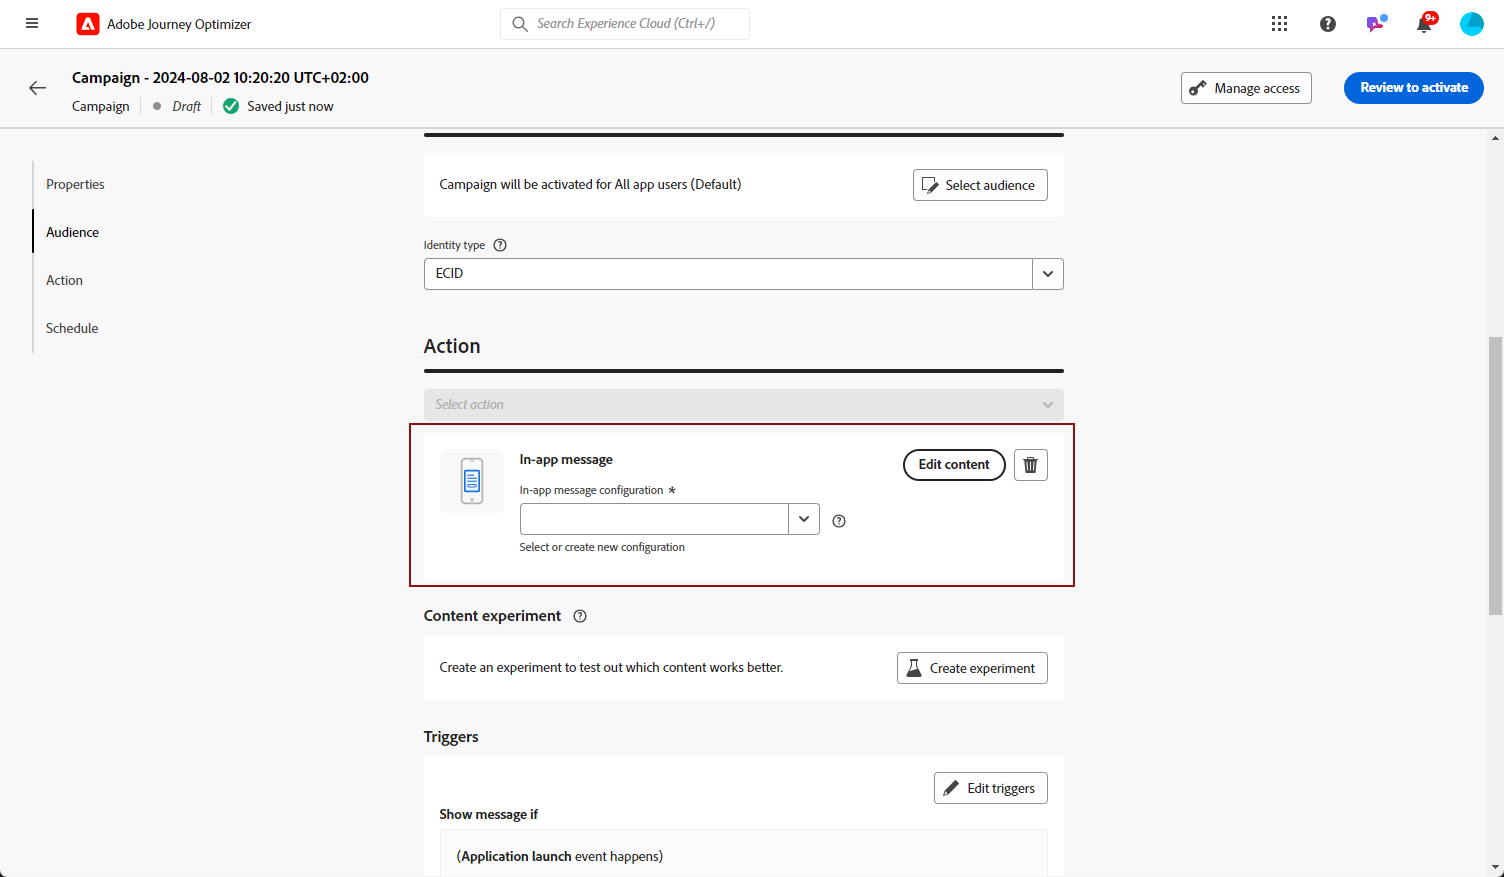 Adobe Journey Optimizer
Search Experience Cloud (Ctrl+/)
9+
Campaign - 2024-08-02 10:20:20 UTC+02:00
Campaign
Draft
Saved just now
Manage access
Review to activate
Properties
Audience
Action
Schedule
Campaign will be activated for All app users (Default)
Select audience
Identity type
ECID
Action
Select action
In-app message
Edit content
In-app message configuration *
Select or create new configuration
Content experiment
Create an experiment to test out which content works better.
Create experiment
Triggers
Edit triggers
Show message if
(Application launch event happens)